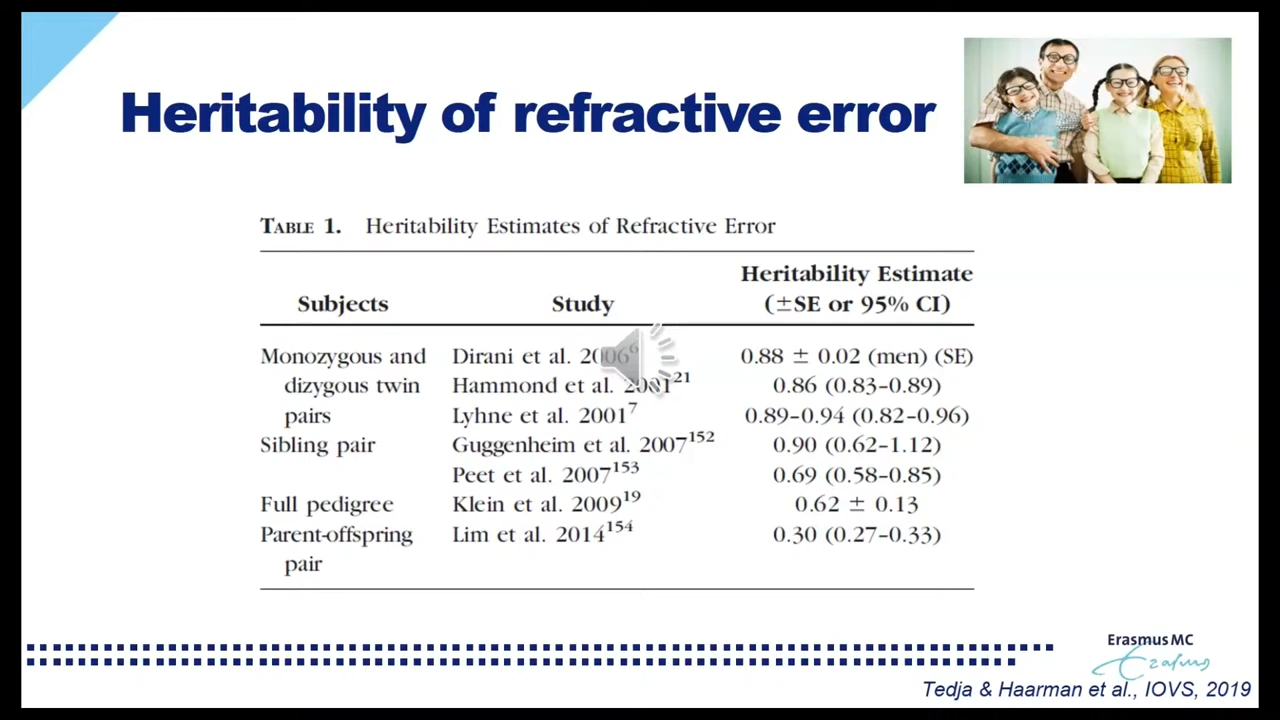 Heritability of refractive error
TABLE 1. Heritability Estimates of Refractive Error
Heritability Estimate
Subjects Study (±SE or 95% CI)
Monozygous and Dirani et al. 2006⁶ 0.88 ± 0.02 (men) (SE)
dizygous twin Hammond et al. 2001²¹ 0.86 (0.83–0.89)
pairs Lyhne et al. 2001⁷ 0.89–0.94 (0.82–0.96)
Sibling pair Guggenheim et al. 2007¹⁵² 0.90 (0.62–1.12)
Peet et al. 2007¹⁵³ 0.69 (0.58–0.85)
Full pedigree Klein et al. 2009¹⁹ 0.62 ± 0.13
Parent-offspring Lim et al. 2014¹⁵⁴ 0.30 (0.27–0.33)
pair
Erasmus MC
Erasmus
Tedja & Haarman et al., IOVS, 2019